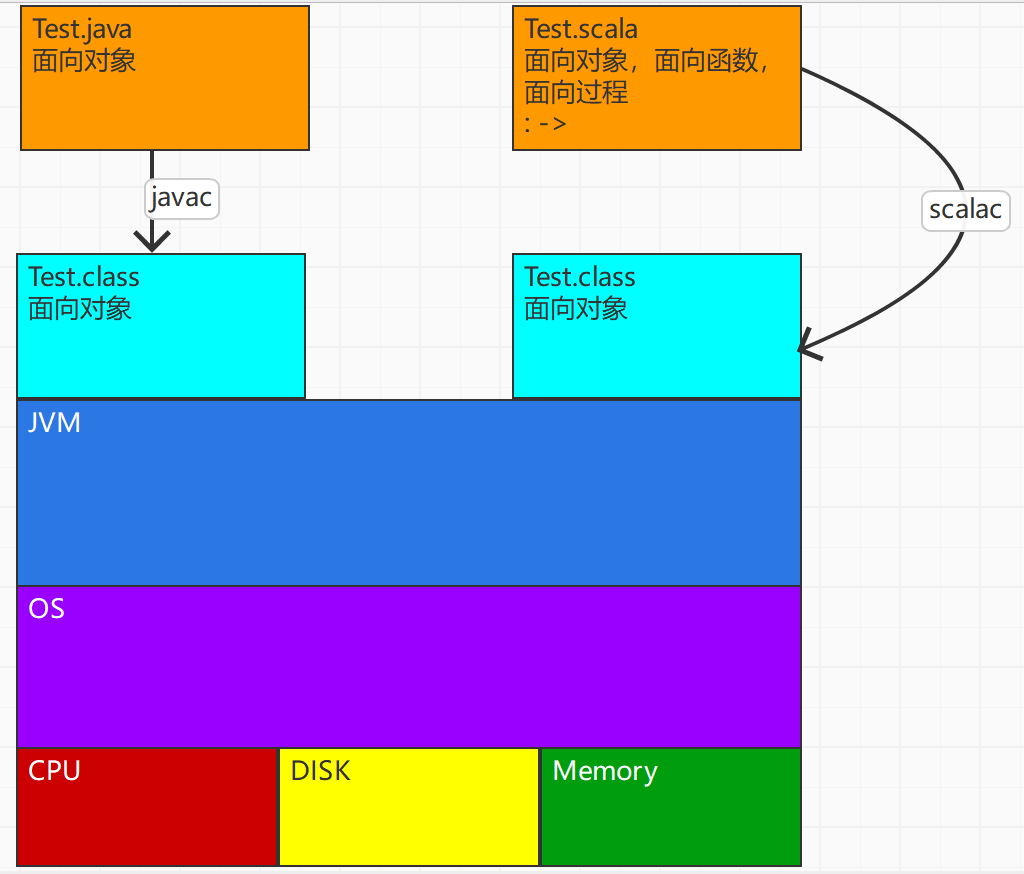 Test.java
面向对象
Test.scala
面向对象，面向函数，
面向过程
: ->
javac
scalac
Test.class
面向对象
Test.class
面向对象
JVM
OS
CPU
DISK
Memory